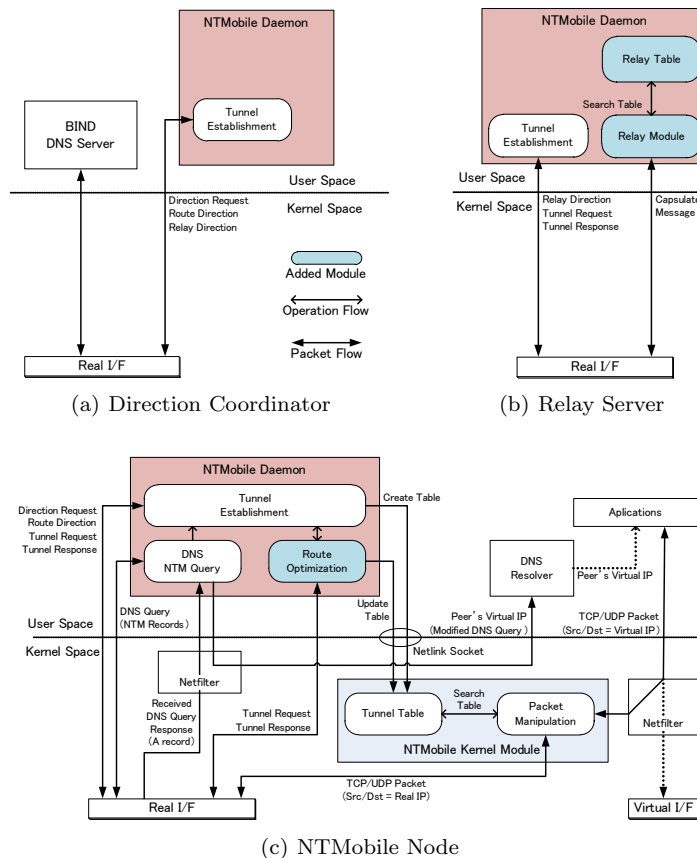 NTMobile Daemon
BIND
DNS Server
Tunnel
Establishment
User Space
Kernel Space
Direction Request
Route Direction
Relay Direction
Added Module
Operation Flow
Packet Flow
Real I/F
(a) Direction Coordinator
NTMobile Daemon
Relay Table
Search Table
Tunnel
Establishment
Relay Module
User Space
Kernel Space
Relay Direction
Tunnel Request
Tunnel Response
Capsulate
Message
Real I/F
(b) Relay Server
NTMobile Daemon
Tunnel
Establishment
Create Table
Direction Request
Route Direction
Tunnel Request
Tunnel Response
DNS
NTM Query
Route
Optimization
Aplications
DNS
Resolver
Peer's Virtual IP
DNS Query
(NTM Records)
Update
Table
Peer's Virtual IP
(Modified DNS Query )
TCP/UDP Packet
(Src/Dst = Virtual IP)
User Space
Kernel Space
Netlink Socket
Netfilter
Received
DNS Query
Response
(A record)
Tunnel Request
Tunnel Response
Tunnel Table
Search
Table
Packet
Manipulation
NTMobile Kernel Module
Netfilter
TCP/UDP Packet
(Src/Dst = Real IP)
Real I/F
Virtual I/F
(c) NTMobile Node